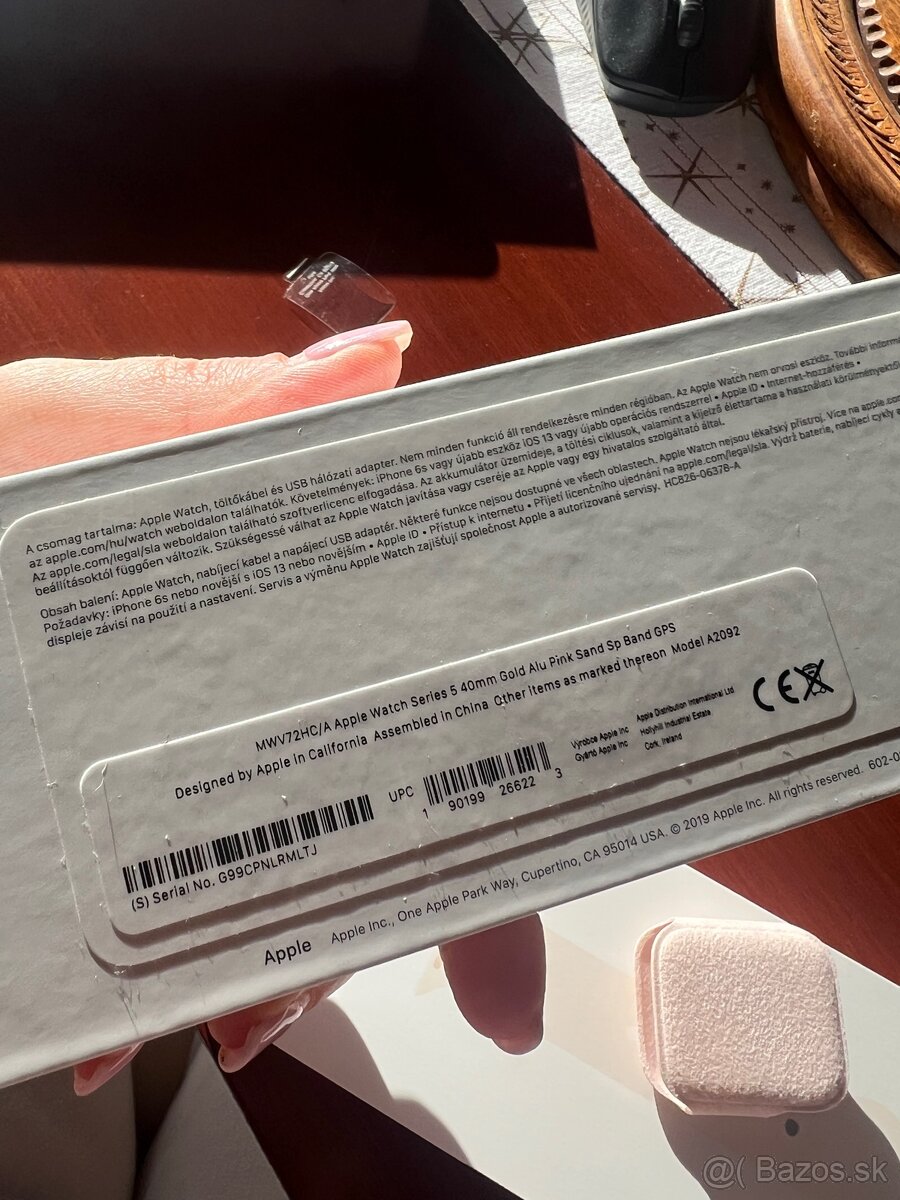 A csomag tartalma: Apple Watch, töltőkábel és USB hálózati adapter. Nem minden funkció áll rendelkezésre minden régióban. Az Apple Watch nem orvosi eszköz. További
az apple.com/hu/watch weboldalon találhatók. Követelmények: iPhone 6s vagy újabb eszköz iOS 13 vagy újabb operációs rendszerrel • Apple ID • Internet-hozzáférés •
Az apple.com/legal/sla weboldalon található szoftverlicenc elfogadása. Az akkumulátor üzemideje, a töltési ciklusok, valamint a kijelző élettartama a használati körülményektől
beállításoktól függően változik. Szükségessé válhat az Apple Watch javítása vagy cseréje az Apple vagy egy hivatalos szolgáltató által.
Obsah balení: Apple Watch, nabíjecí kabel a napájecí USB adaptér. Některé funkce nejsou dostupné ve všech oblastech. Apple Watch nejsou lékařský přístroj. Více na
Požadavky: iPhone 6s nebo novější s iOS 13 nebo novějším • Apple ID • Přístup k internetu • Přijetí licenčního ujednání na apple.com/legal/sla. Výdrž baterie, nabíjecí cykly
displeje závisí na použití a nastavení. Servis a výměnu Apple Watch zajišťují společnost Apple a autorizované servisy. HC826-06378-A
MWV72HC/A Apple Watch Series 5 40mm Gold Alu Pink Sand Sp Band GPS
Designed by Apple in California Assembled in China Other items as marked thereon Model A2092
(S) Serial No. G99CPNLRMLTJ
UPC
1 90199 26622 3
Výrobce Apple Inc
Gyártó Apple Inc
Apple Distribution International Ltd
Hollyhill Industrial Estate
Cork, Ireland
CE
Apple Apple Inc., One Apple Park Way, Cupertino, CA 95014 USA. © 2019 Apple Inc. All rights reserved.
@( Bazos.sk